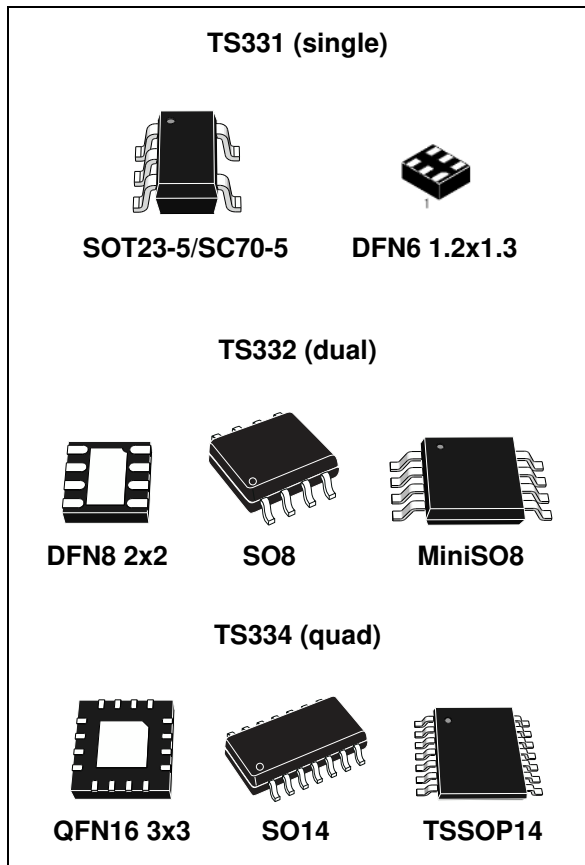 TS331 (single)
1
SOT23-5/SC70-5 DFN6 1.2x1.3
TS332 (dual)
DFN8 2x2 SO8 MiniSO8
TS334 (quad)
QFN16 3x3 SO14 TSSOP14